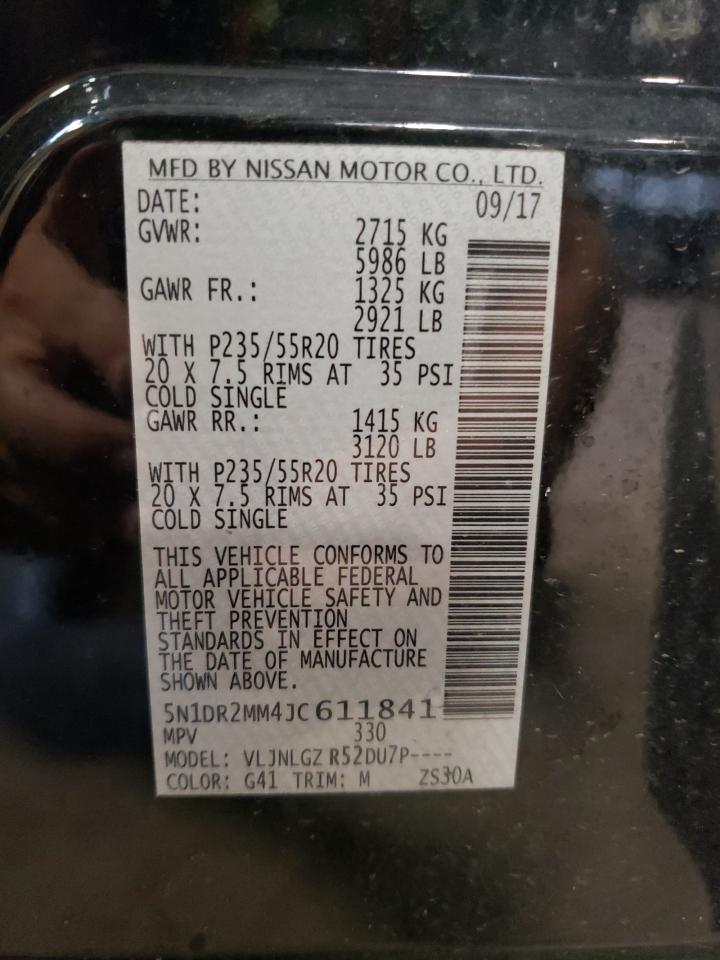 MFD BY NISSAN MOTOR CO., LTD.
DATE: 09/17
GVWR: 2715 KG
5986 LB
GAWR FR.: 1325 KG
2921 LB
WITH P235/55R20 TIRES
20 X 7.5 RIMS AT 35 PSI
COLD SINGLE
GAWR RR.: 1415 KG
3120 LB
WITH P235/55R20 TIRES
20 X 7.5 RIMS AT 35 PSI
COLD SINGLE
THIS VEHICLE CONFORMS TO
ALL APPLICABLE FEDERAL
MOTOR VEHICLE SAFETY AND
THEFT PREVENTION
STANDARDS IN EFFECT ON
THE DATE OF MANUFACTURE
SHOWN ABOVE.
5N1DR2MM4JC611841
MPV 330
MODEL: VLJNLGZ R52DU7P----
COLOR: G41 TRIM: M ZS30A